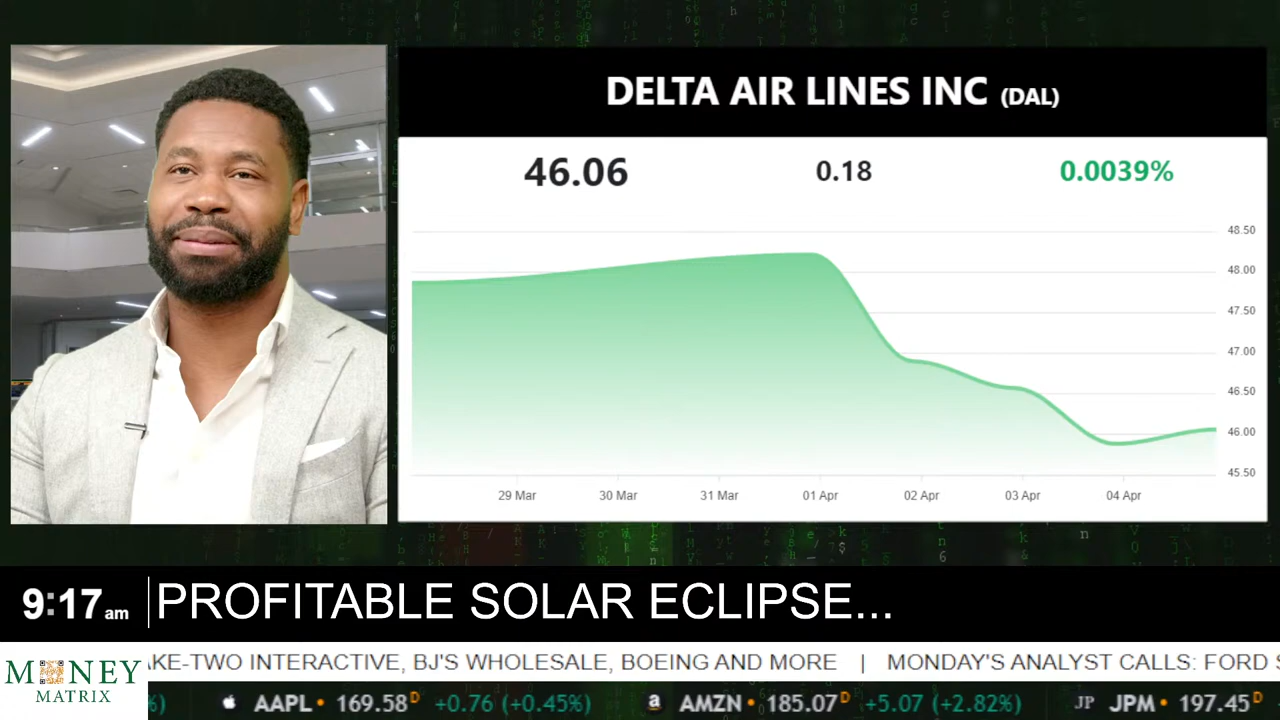 DELTA AIR LINES INC (DAL)
46.06 0.18 0.0039%
48.50
48.00
47.50
47.00
46.50
46.00
45.50
29 Mar 30 Mar 31 Mar 01 Apr 02 Apr 03 Apr 04 Apr
9:17 am PROFITABLE SOLAR ECLIPSE...
AKE-TWO INTERACTIVE, BJ'S WHOLESALE, BOEING AND MORE | MONDAY'S ANALYST CALLS: FORD S
MONEY
MATRIX
%) AAPL • 169.58 D +0.76 (+0.45%) AMZN • 185.07 D +5.07 (+2.82%) JP JPM • 197.45 D